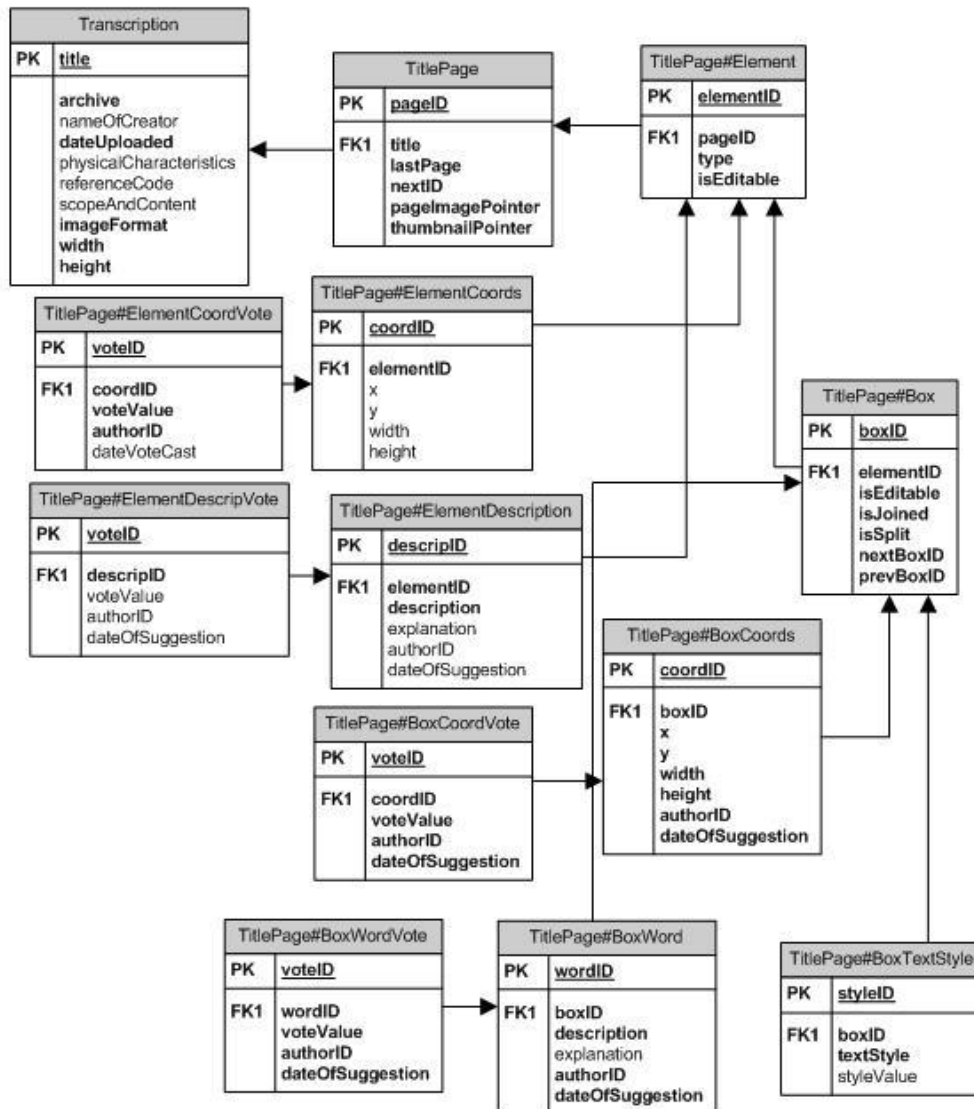 Transcription
PK title
archive
nameOfCreator
dateUploaded
physicalCharacteristics
referenceCode
scopeAndContent
imageFormat
width
height
TitlePage
PK pageID
FK1 title
lastPage
nextID
pageImagePointer
thumbnailPointer
TitlePage#Element
PK elementID
FK1 pageID
type
isEditable
TitlePage#ElementCoordVote
PK voteID
FK1 coordID
voteValue
authorID
dateVoteCast
TitlePage#ElementCoords
PK coordID
FK1 elementID
x
y
width
height
TitlePage#Box
PK boxID
FK1 elementID
isEditable
isJoined
isSplit
nextBoxID
prevBoxID
TitlePage#ElementDescripVote
PK voteID
FK1 descripID
voteValue
authorID
dateOfSuggestion
TitlePage#ElementDescription
PK descripID
FK1 elementID
description
explanation
authorID
dateOfSuggestion
TitlePage#BoxCoords
PK coordID
FK1 boxID
x
y
width
height
authorID
dateOfSuggestion
TitlePage#BoxCoordVote
PK voteID
FK1 coordID
voteValue
authorID
dateOfSuggestion
TitlePage#BoxWordVote
PK voteID
FK1 wordID
voteValue
authorID
dateOfSuggestion
TitlePage#BoxWord
PK wordID
FK1 boxID
description
explanation
authorID
dateOfSuggestion
TitlePage#BoxTextStyle
PK styleID
FK1 boxID
textStyle
styleValue